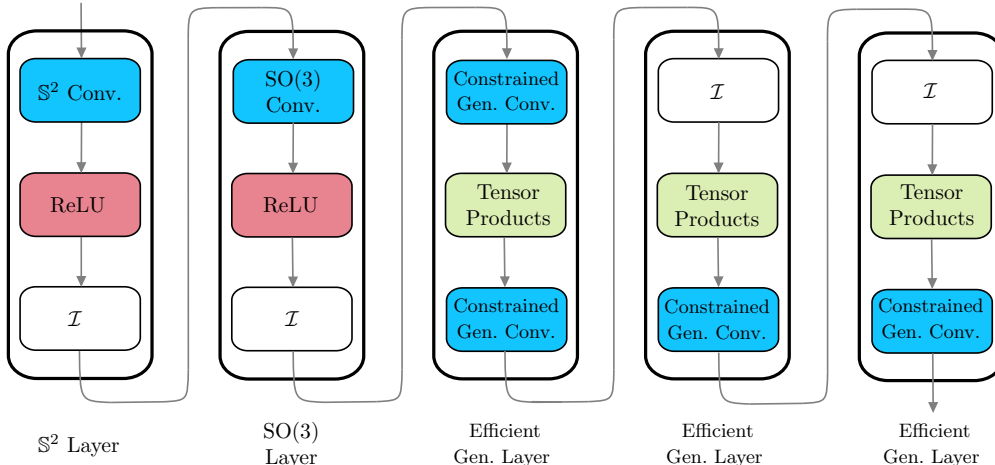 𝕊² Conv.
ReLU
ℐ
𝕊² Layer
SO(3)
Conv.
ReLU
ℐ
SO(3)
Layer
Constrained
Gen. Conv.
Tensor
Products
Constrained
Gen. Conv.
Efficient
Gen. Layer
ℐ
Tensor
Products
Constrained
Gen. Conv.
Efficient
Gen. Layer
ℐ
Tensor
Products
Constrained
Gen. Conv.
Efficient
Gen. Layer